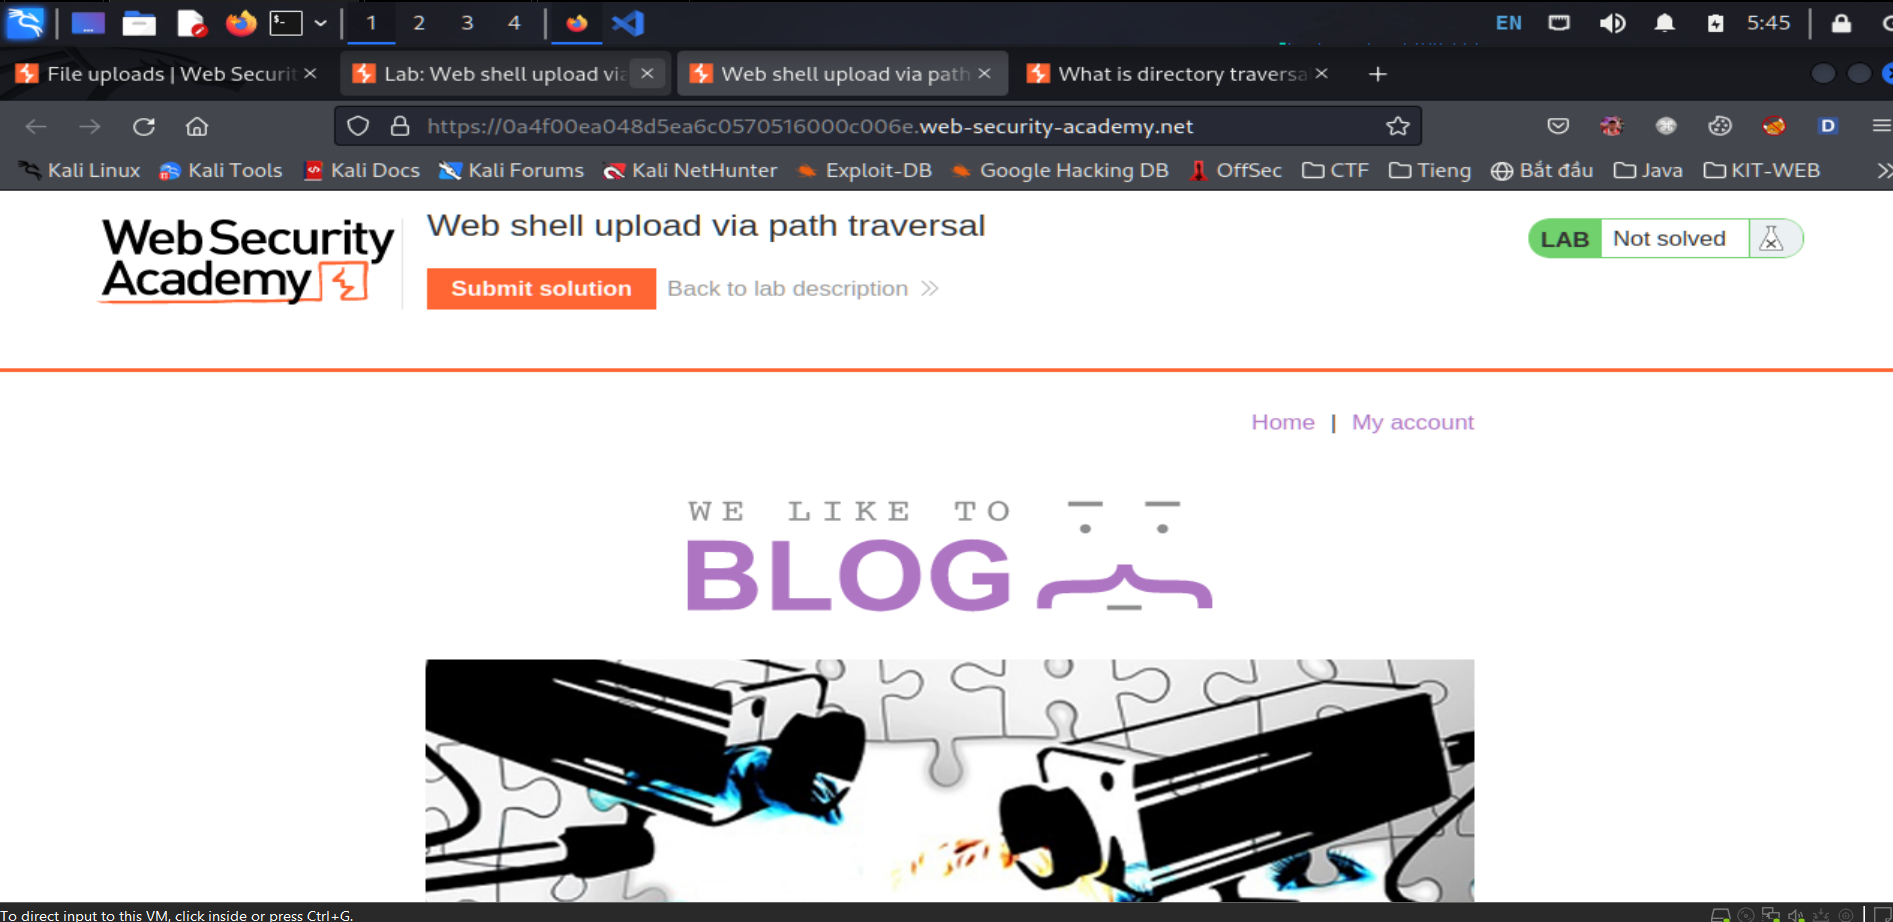 $-
1 2 3 4
EN 5:45
File uploads | Web Securit
Lab: Web shell upload via
Web shell upload via path
What is directory traversa
https://0a4f00ea048d5ea6c0570516000c006e.web-security-academy.net
D
Kali Linux Kali Tools Kali Docs Kali Forums Kali NetHunter Exploit-DB Google Hacking DB OffSec CTF Tieng Bắt đầu Java KIT-WEB
Web Security
Academy
Web shell upload via path traversal
Submit solution Back to lab description
LAB Not solved
Home | My account
WE LIKE TO
BLOG
To direct input to this VM, click inside or press Ctrl+G.